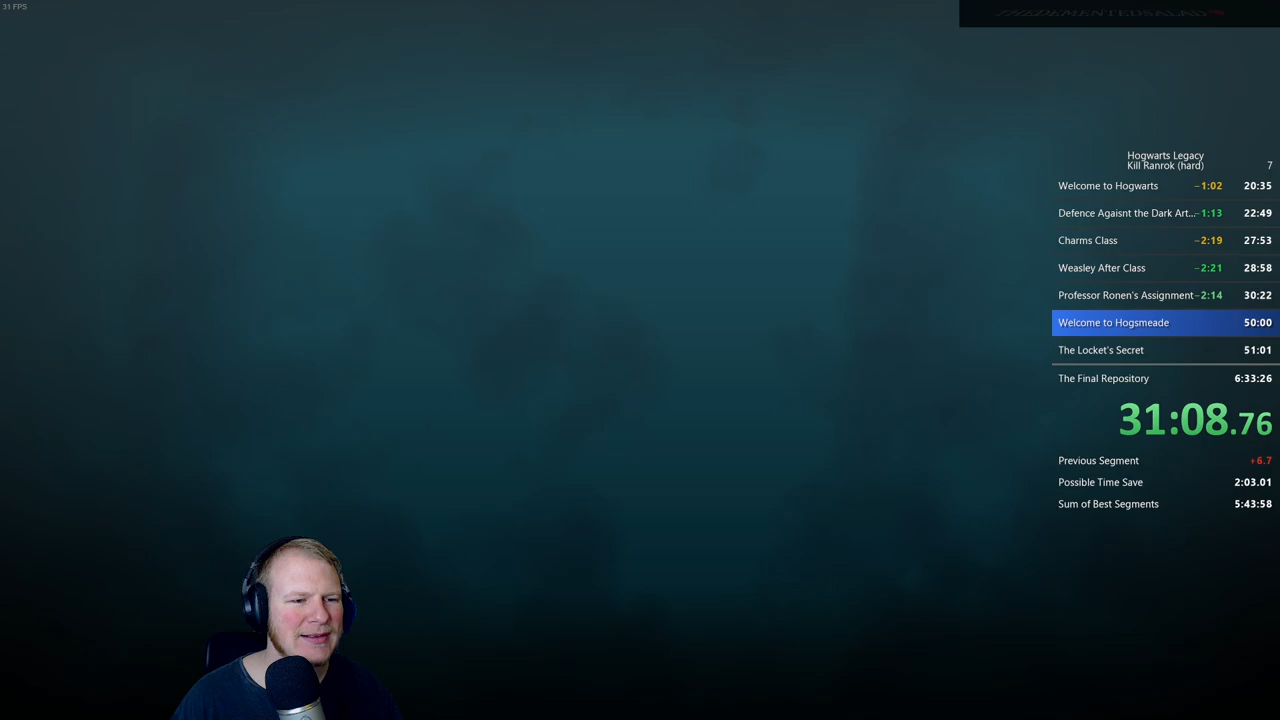 31 FPS
THEDEMENTEDSALAD
Hogwarts Legacy
Kill Ranrok (hard) 7
Welcome to Hogwarts -1:02 20:35
Defence Agaisnt the Dark Art... -1:13 22:49
Charms Class -2:19 27:53
Weasley After Class -2:21 28:58
Professor Ronen's Assignment -2:14 30:22
Welcome to Hogsmeade 50:00
The Locket's Secret 51:01
The Final Repository 6:33:26
31:08.76
Previous Segment +6.7
Possible Time Save 2:03.01
Sum of Best Segments 5:43:58